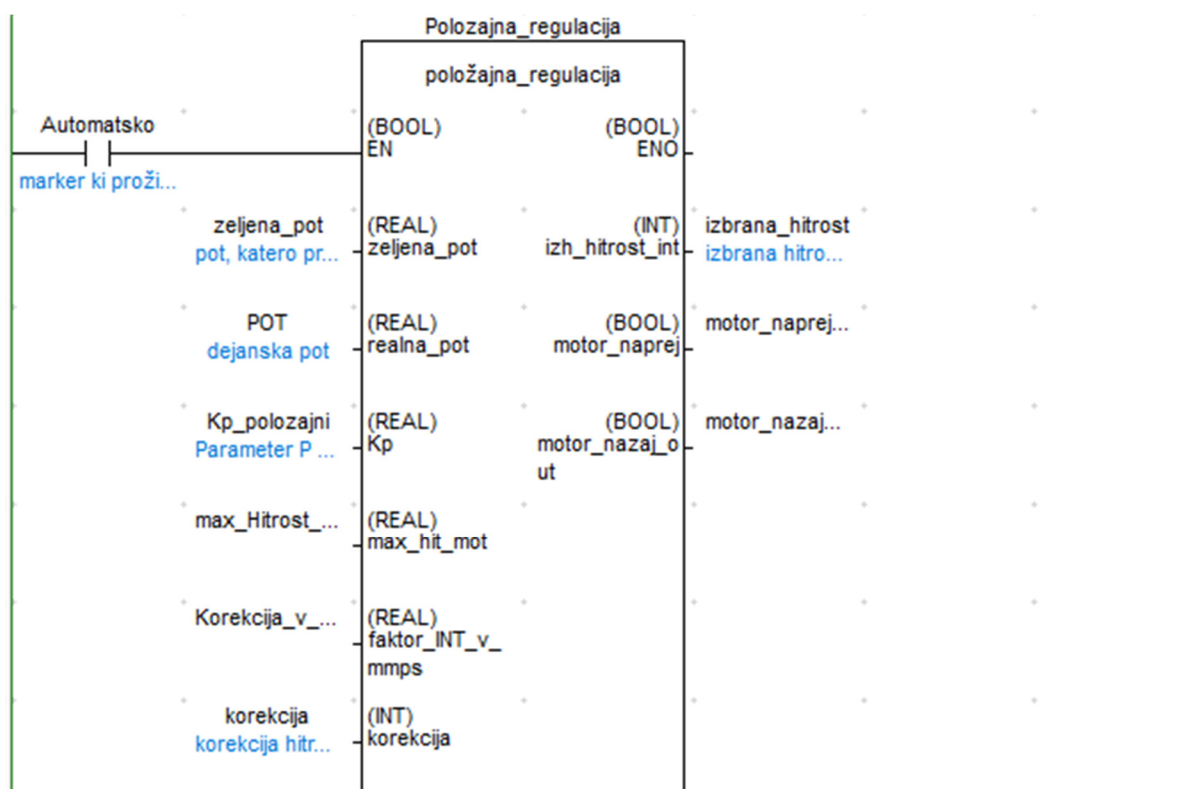 Polozajna_regulacija
položajna_regulacija
Automatsko
(BOOL)
(BOOL)
EN
ENO
marker ki proži...
zeljena_pot
(REAL)
(INT)
izbrana_hitrost
pot, katero pr...
zeljena_pot
izh_hitrost_int
izbrana hitro...
POT
(REAL)
(BOOL)
motor_naprej...
dejanska pot
realna_pot
motor_naprej
Kp_polozajni
(REAL)
(BOOL)
motor_nazaj...
Parameter P ...
Kp
motor_nazaj_o
ut
max_Hitrost_...
(REAL)
max_hit_mot
Korekcija_v_...
(REAL)
faktor_INT_v_
mmps
korekcija
(INT)
korekcija hitr...
korekcija